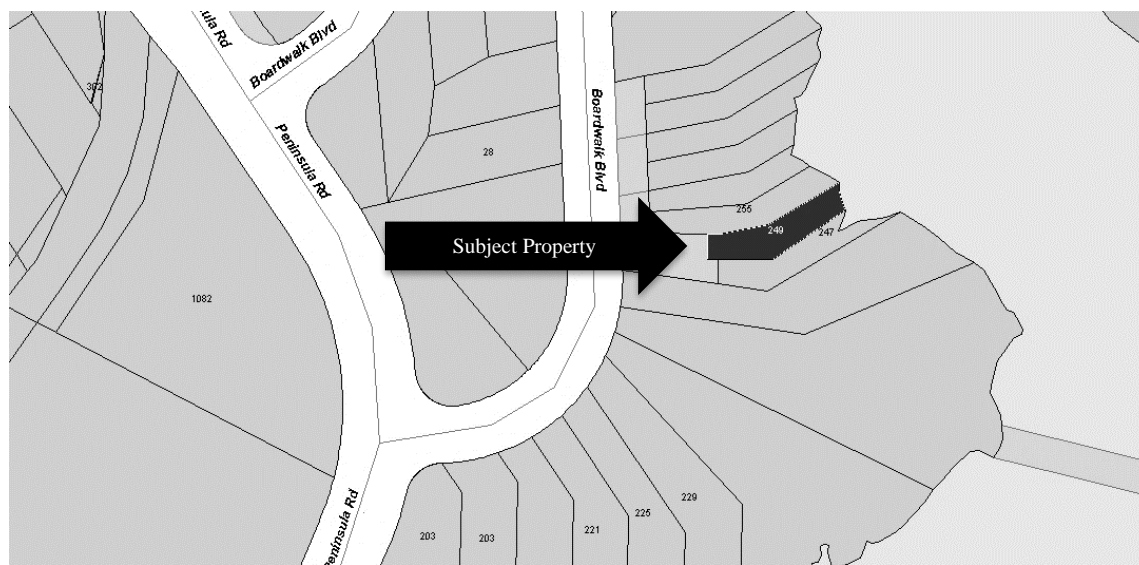 ula Rd
Boardwalk Blvd
302
Peninsula Rd
28
Boardwalk Blvd
255
249
247
Subject Property
1082
229
225
221
203
203
Peninsula Rd